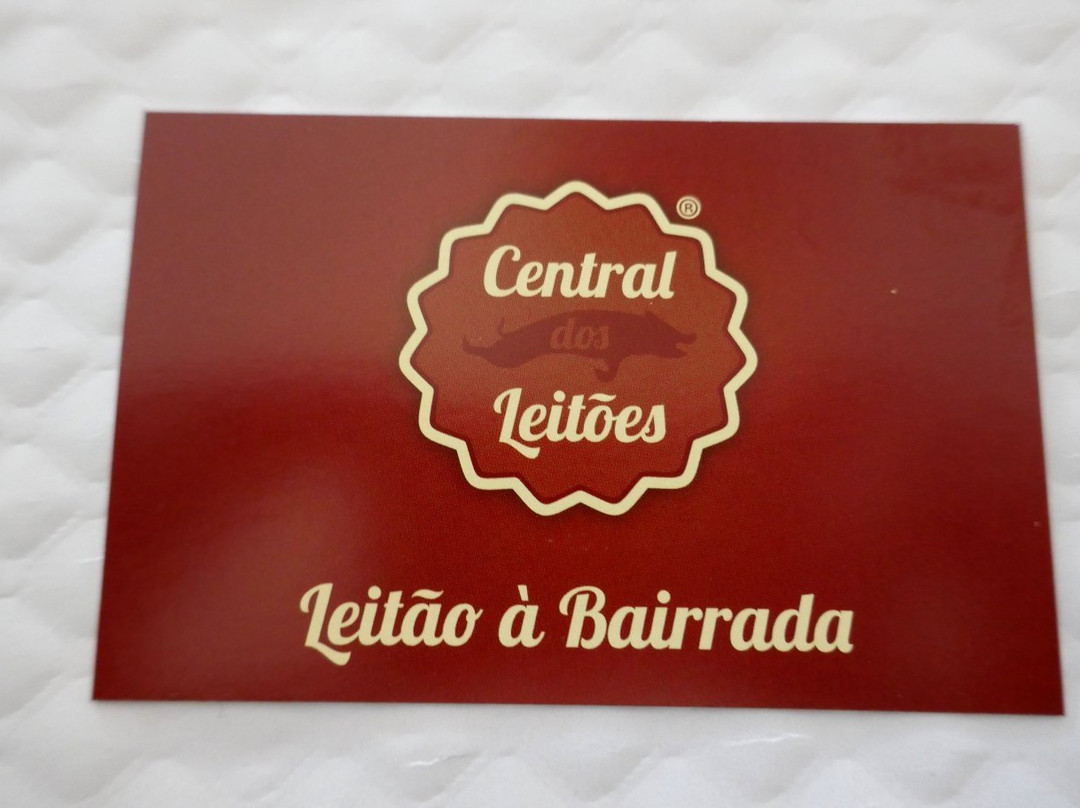 ®
Central
dos
Leitões
Leitão à Bairrada